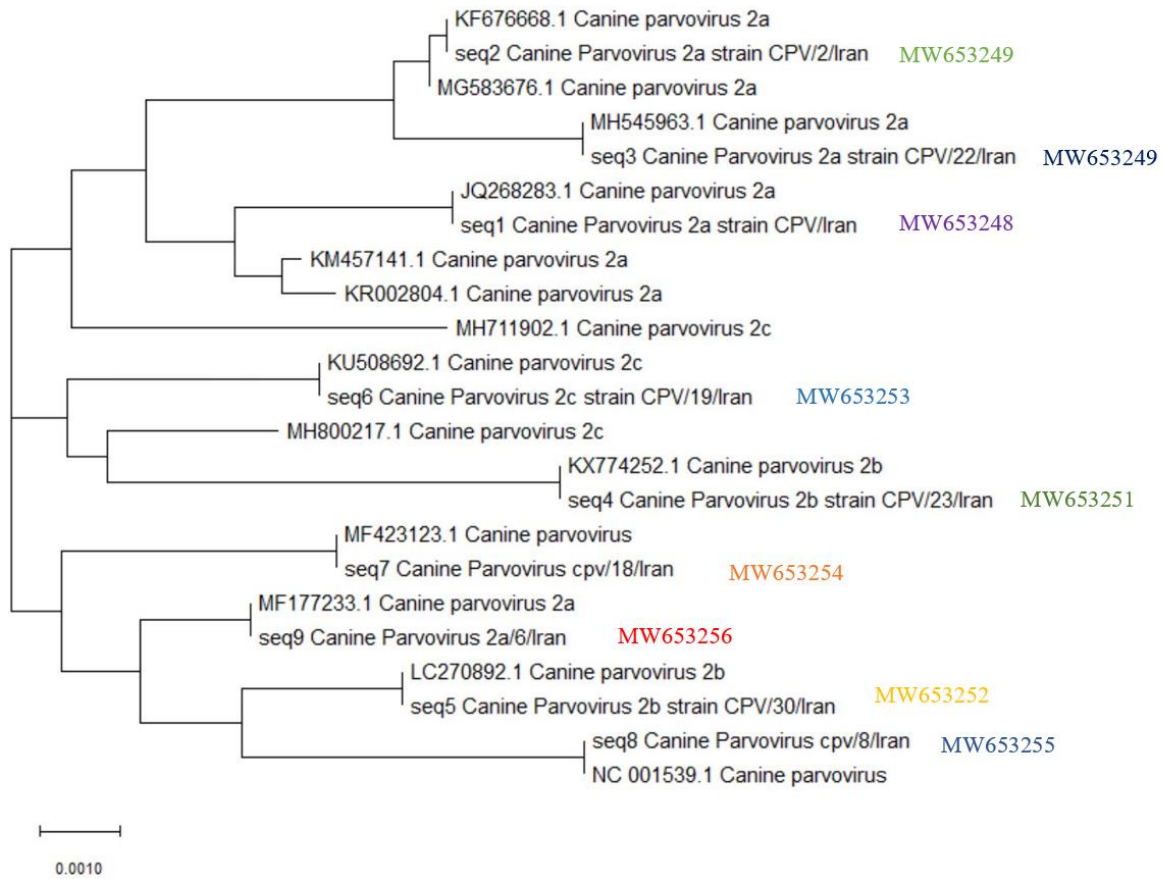 KF676668.1 Canine parvovirus 2a
seq2 Canine Parvovirus 2a strain CPV/2/Iran MW653249
MG583676.1 Canine parvovirus 2a
MH545963.1 Canine parvovirus 2a
seq3 Canine Parvovirus 2a strain CPV/22/Iran MW653249
JQ268283.1 Canine parvovirus 2a
seq1 Canine Parvovirus 2a strain CPV/Iran MW653248
KM457141.1 Canine parvovirus 2a
KR002804.1 Canine parvovirus 2a
MH711902.1 Canine parvovirus 2c
KU508692.1 Canine parvovirus 2c
seq6 Canine Parvovirus 2c strain CPV/19/Iran MW653253
MH800217.1 Canine parvovirus 2c
KX774252.1 Canine parvovirus 2b
seq4 Canine Parvovirus 2b strain CPV/23/Iran MW653251
MF423123.1 Canine parvovirus
seq7 Canine Parvovirus cpv/18/Iran MW653254
MF177233.1 Canine parvovirus 2a
seq9 Canine Parvovirus 2a/6/Iran MW653256
LC270892.1 Canine parvovirus 2b
seq5 Canine Parvovirus 2b strain CPV/30/Iran MW653252
seq8 Canine Parvovirus cpv/8/Iran MW653255
NC 001539.1 Canine parvovirus
0.0010